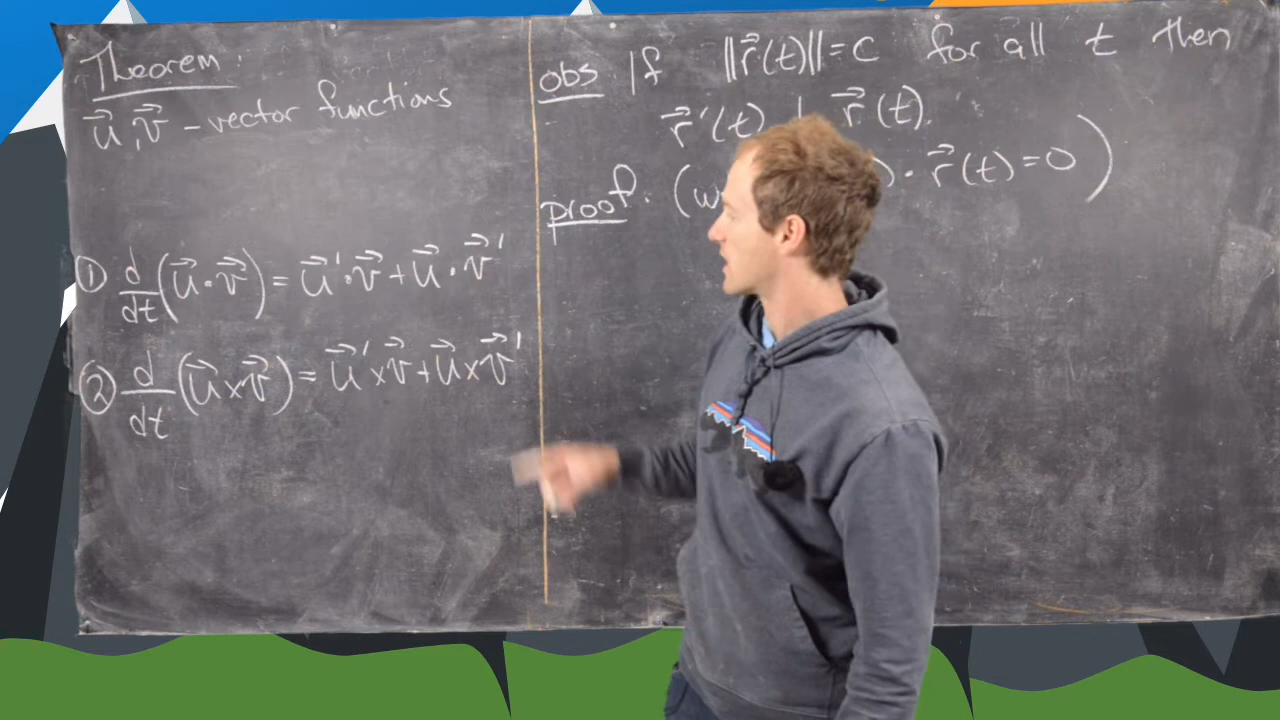 Theorem:
u⃗, v⃗ – vector functions
① d/dt (u⃗ · v⃗) = u⃗' · v⃗ + u⃗ · v⃗'
② d/dt (u⃗ × v⃗) = u⃗' × v⃗ + u⃗ × v⃗'
obs If ||r⃗(t)|| = c for all t then
r⃗'(t) ⊥ r⃗(t).
proof: ( · r⃗(t) = 0 )